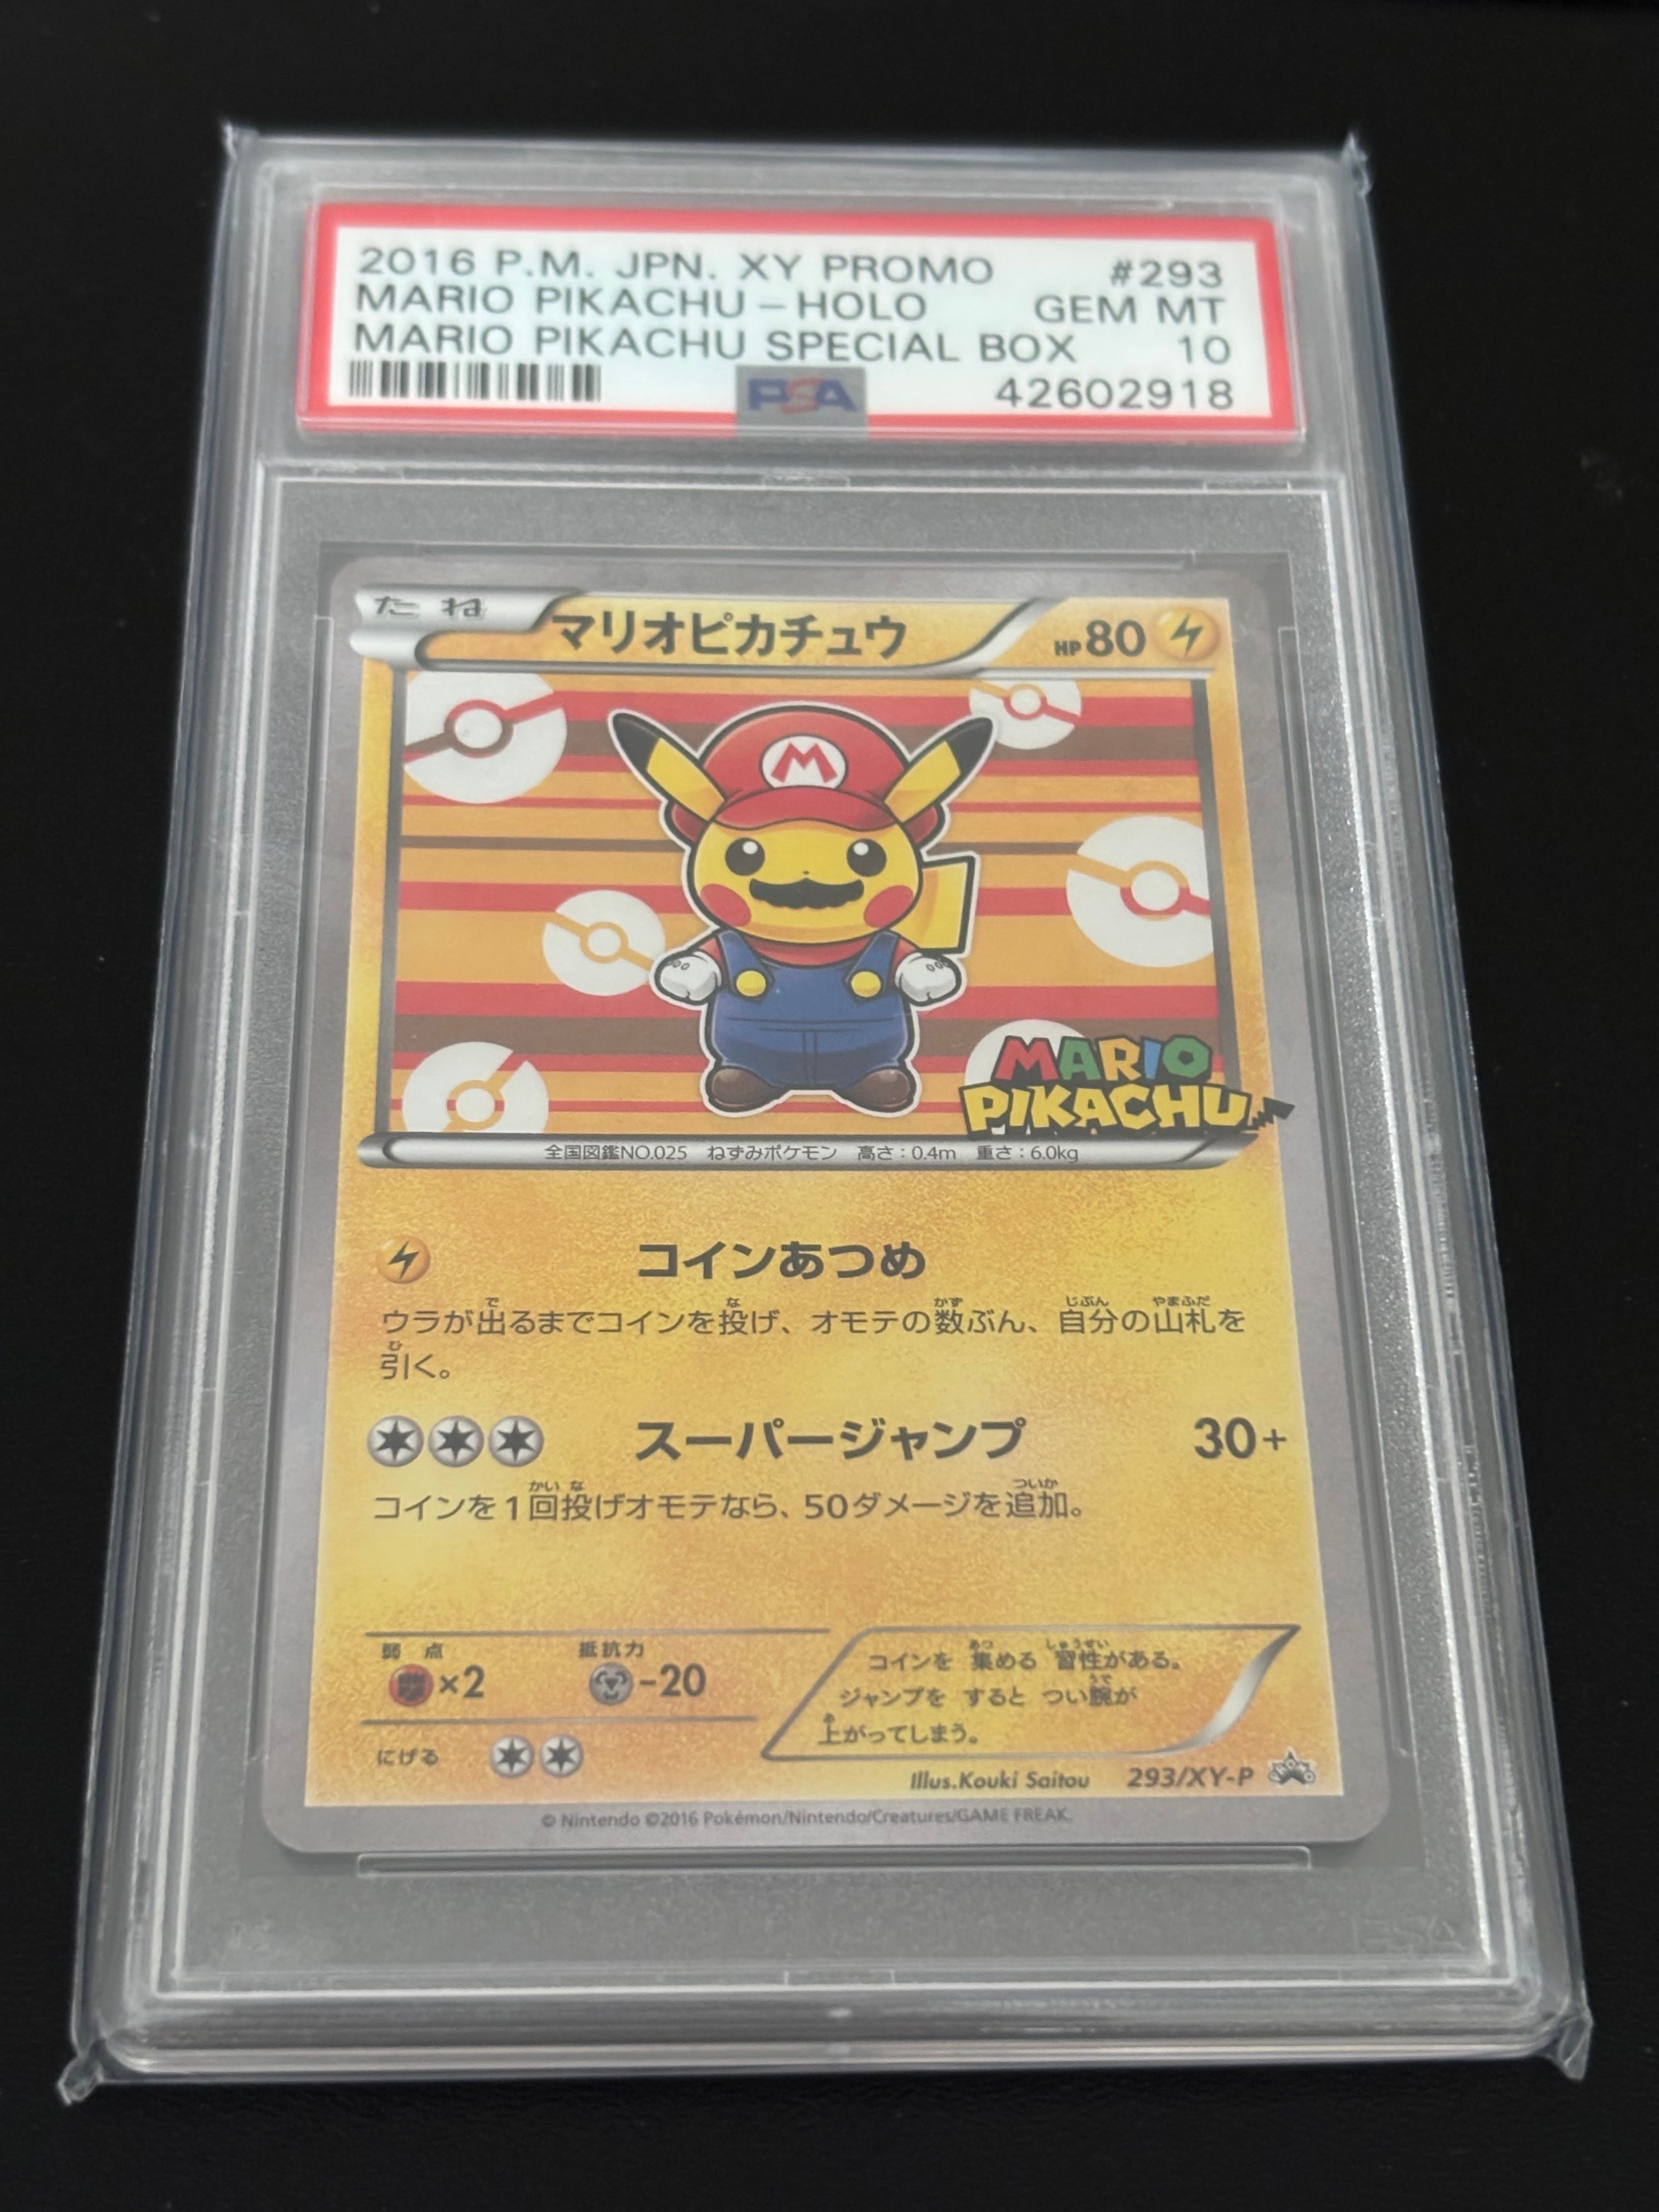 2016 P.M. JPN. XY PROMO #293
MARIO PIKACHU-HOLO GEM MT
MARIO PIKACHU SPECIAL BOX 10
PSA 42602918
たね マリオピカチュウ HP80
M
MARIO
PIKACHU
全国図鑑NO.025 ねずみポケモン 高さ:0.4m 重さ:6.0kg
コインあつめ
ウラが出るまでコインを投げ、オモテの数ぶん、自分の山札を
引く。
スーパージャンプ 30+
コインを1回投げオモテなら、50ダメージを追加。
弱点 抵抗力
×2 -20
にげる
コインを 集める 習性がある。
ジャンプを すると つい腕が
上がってしまう。
Illus.Kouki Saitou 293/XY-P
© Nintendo ©2016 Pokémon/Nintendo/Creatures/GAME FREAK.